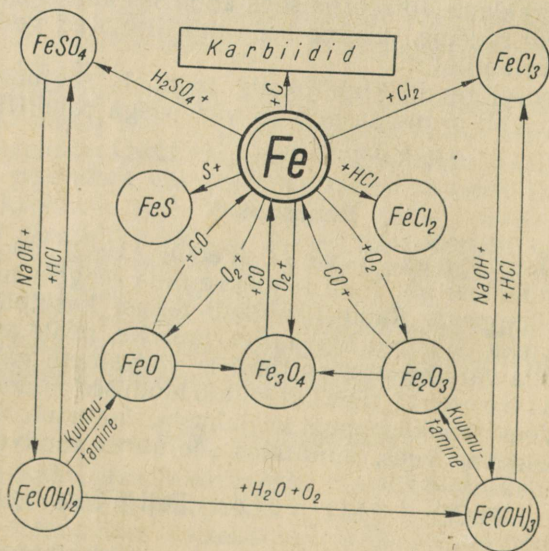 Karbiidid
FeSO₄
FeCl₃
H₂SO₄+
+C
+Cl₂
Fe
S+
+HCl
FeS
FeCl₂
NaOH+
+HCl
+CO
O₂+
+CO
O₂+
CO+
+O₂
NaOH+
+HCl
FeO
Fe₃O₄
Fe₂O₃
Kuumu-
tamine
Kuumu-
tamine
Fe(OH)₂
+H₂O+O₂
Fe(OH)₃